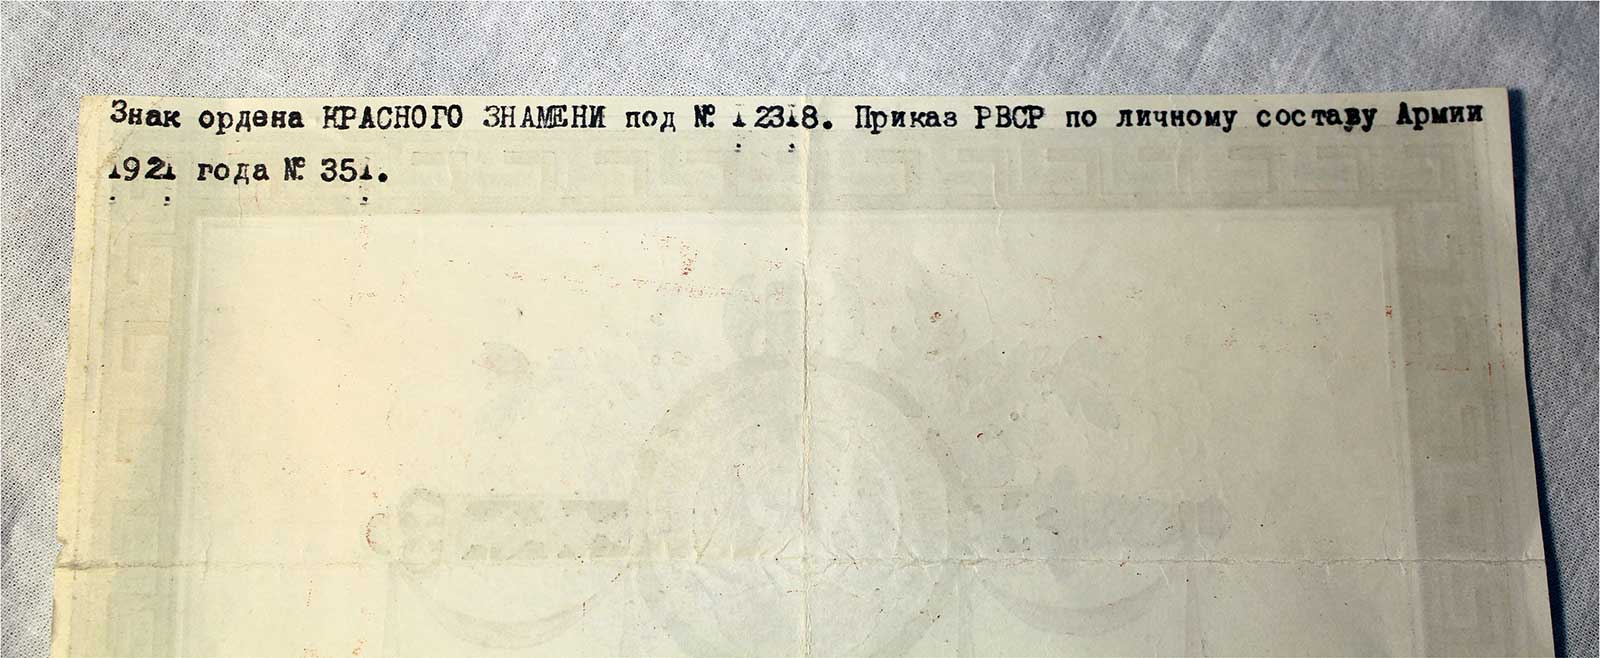 Знак ордена КРАСНОГО ЗНАМЕНИ под № 12318. Приказ РВСР по личному составу Армии
1921 года № 351.